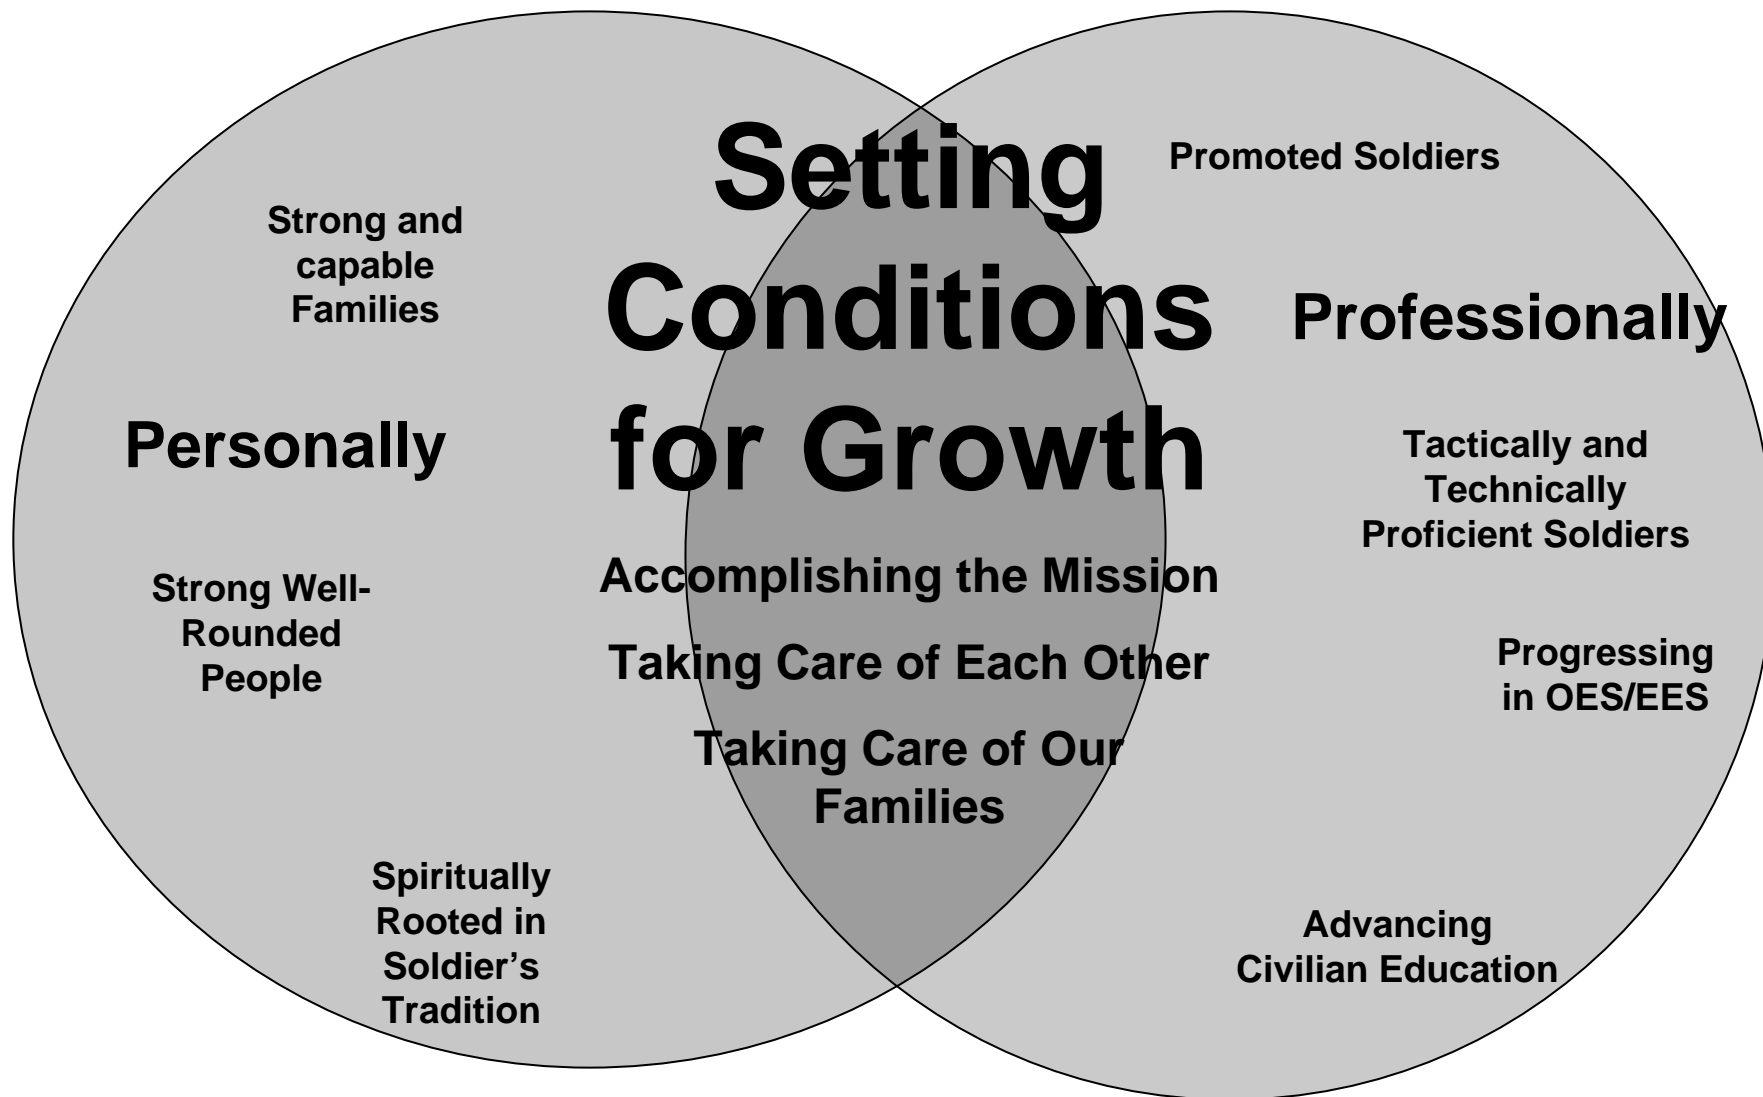 Setting
Conditions
for Growth
Accomplishing the Mission
Taking Care of Each Other
Taking Care of Our
Families
Strong and
capable
Families
Personally
Strong Well-
Rounded
People
Spiritually
Rooted in
Soldier’s
Tradition
Promoted Soldiers
Professionally
Tactically and
Technically
Proficient Soldiers
Progressing
in OES/EES
Advancing
Civilian Education